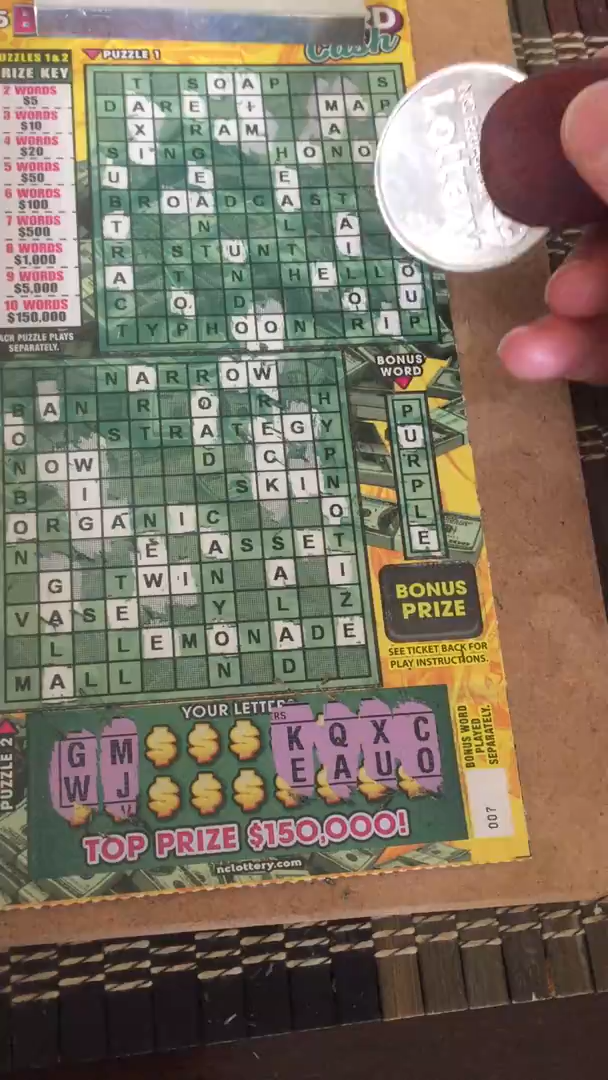 Cash
PUZZLES 1&2
PRIZE KEY
2 WORDS
$5
3 WORDS
$10
4 WORDS
$20
5 WORDS
$50
6 WORDS
$100
7 WORDS
$500
8 WORDS
$1,000
9 WORDS
$5,000
10 WORDS
$150,000
EACH PUZZLE PLAYS
SEPARATELY.
PUZZLE 1
T S O A P S
D A R E + M A P
X R A M A
S I N G H O N O
U E E
B R O A D C A S T
T N L A
R S T U N T I
A T N H E L L O
C O D O U
T Y P H O O N R I P
N A R R O W
B A N R O R H
O S T R A T E G Y
N O W D C P
B I S K I N
O R G A N I C O
N E A S S E T
G T W I N A I
V A S E Y L Z
L L E M O N A D E
M A L L N D
BONUS
WORD
P
U
R
P
L
E
BONUS
PRIZE
SEE TICKET BACK FOR
PLAY INSTRUCTIONS.
PUZZLE 2
YOUR LETTERS
G M $ $ $ K Q X C
W J $ $ $ E A U O
TOP PRIZE $150,000!
nclottery.com
BONUS WORD
PLAYED
SEPARATELY.
007